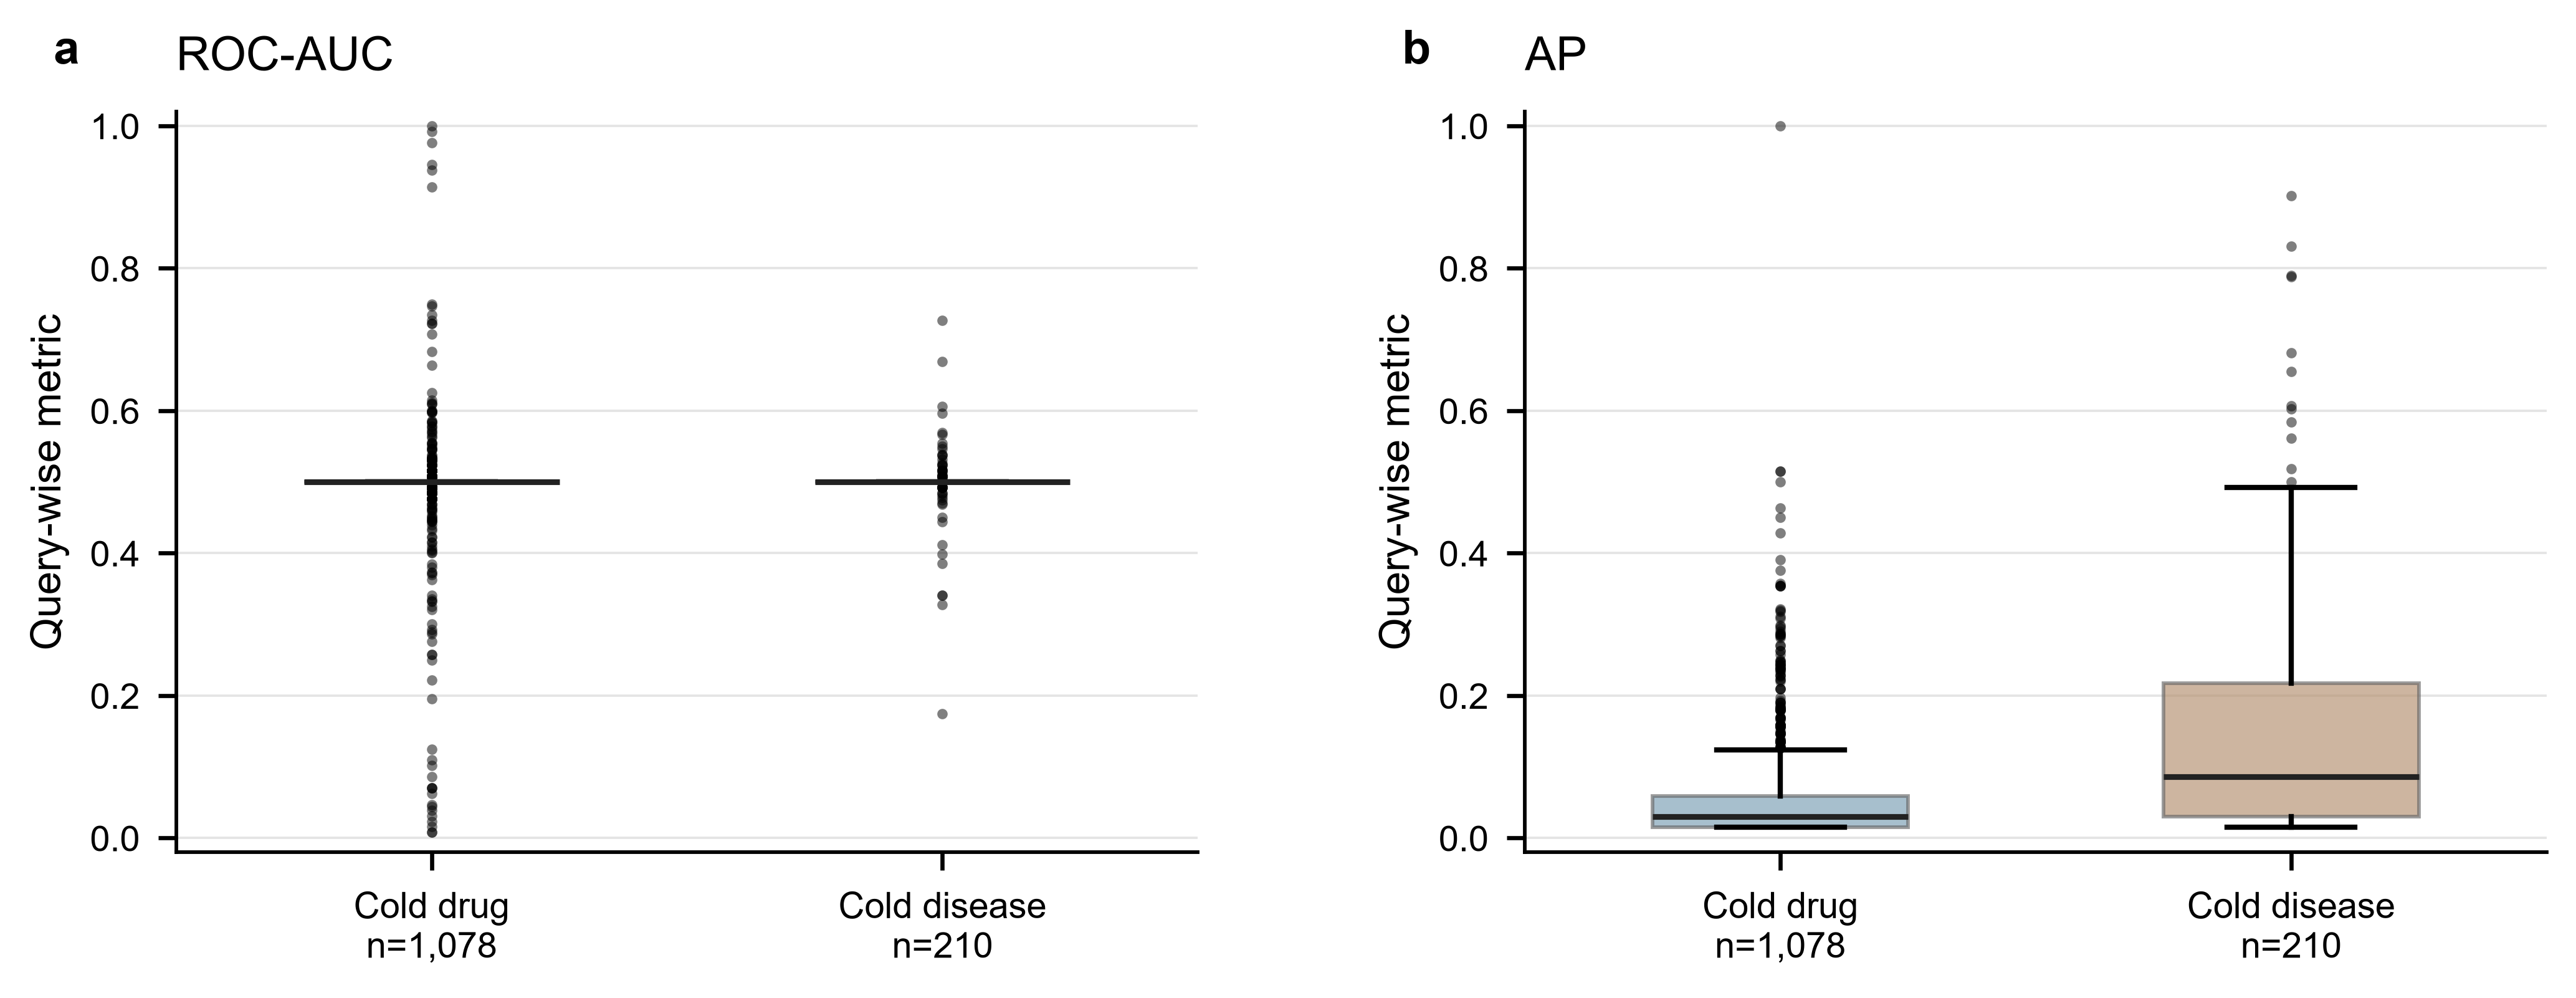 a ROC-AUC
Query-wise metric
1.0
0.8
0.6
0.4
0.2
0.0
Cold drug
n=1,078
Cold disease
n=210
b AP
Query-wise metric
1.0
0.8
0.6
0.4
0.2
0.0
Cold drug
n=1,078
Cold disease
n=210